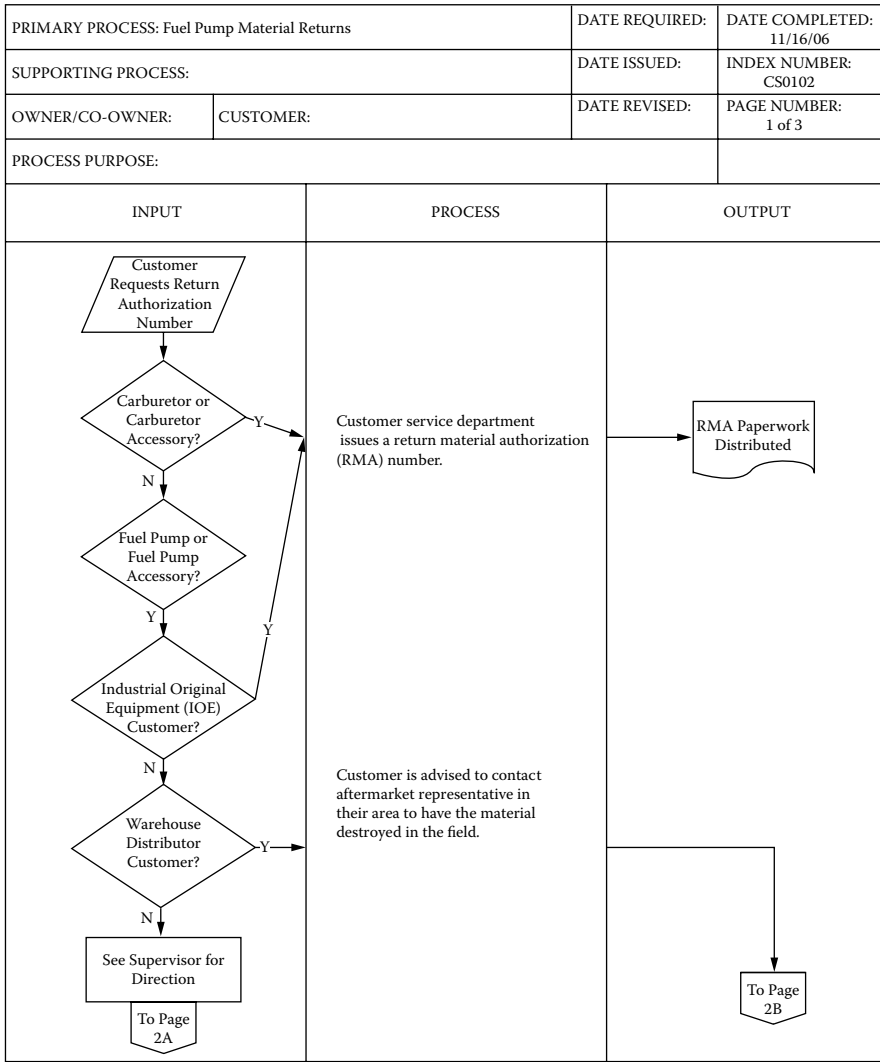 PRIMARY PROCESS: Fuel Pump Material Returns
DATE REQUIRED:
DATE COMPLETED:
11/16/06
SUPPORTING PROCESS:
DATE ISSUED:
INDEX NUMBER:
CS0102
OWNER/CO-OWNER:
CUSTOMER:
DATE REVISED:
PAGE NUMBER:
1 of 3
PROCESS PURPOSE:
INPUT
PROCESS
OUTPUT
Customer
Requests Return
Authorization
Number
Carburetor or
Carburetor
Accessory?
Y
N
Customer service department
issues a return material authorization
(RMA) number.
RMA Paperwork
Distributed
Fuel Pump or
Fuel Pump
Accessory?
Y
Industrial Original
Equipment (IOE)
Customer?
Y
N
Warehouse
Distributor
Customer?
Y
N
Customer is advised to contact
aftermarket representative in
their area to have the material
destroyed in the field.
See Supervisor for
Direction
To Page
2A
To Page
2B